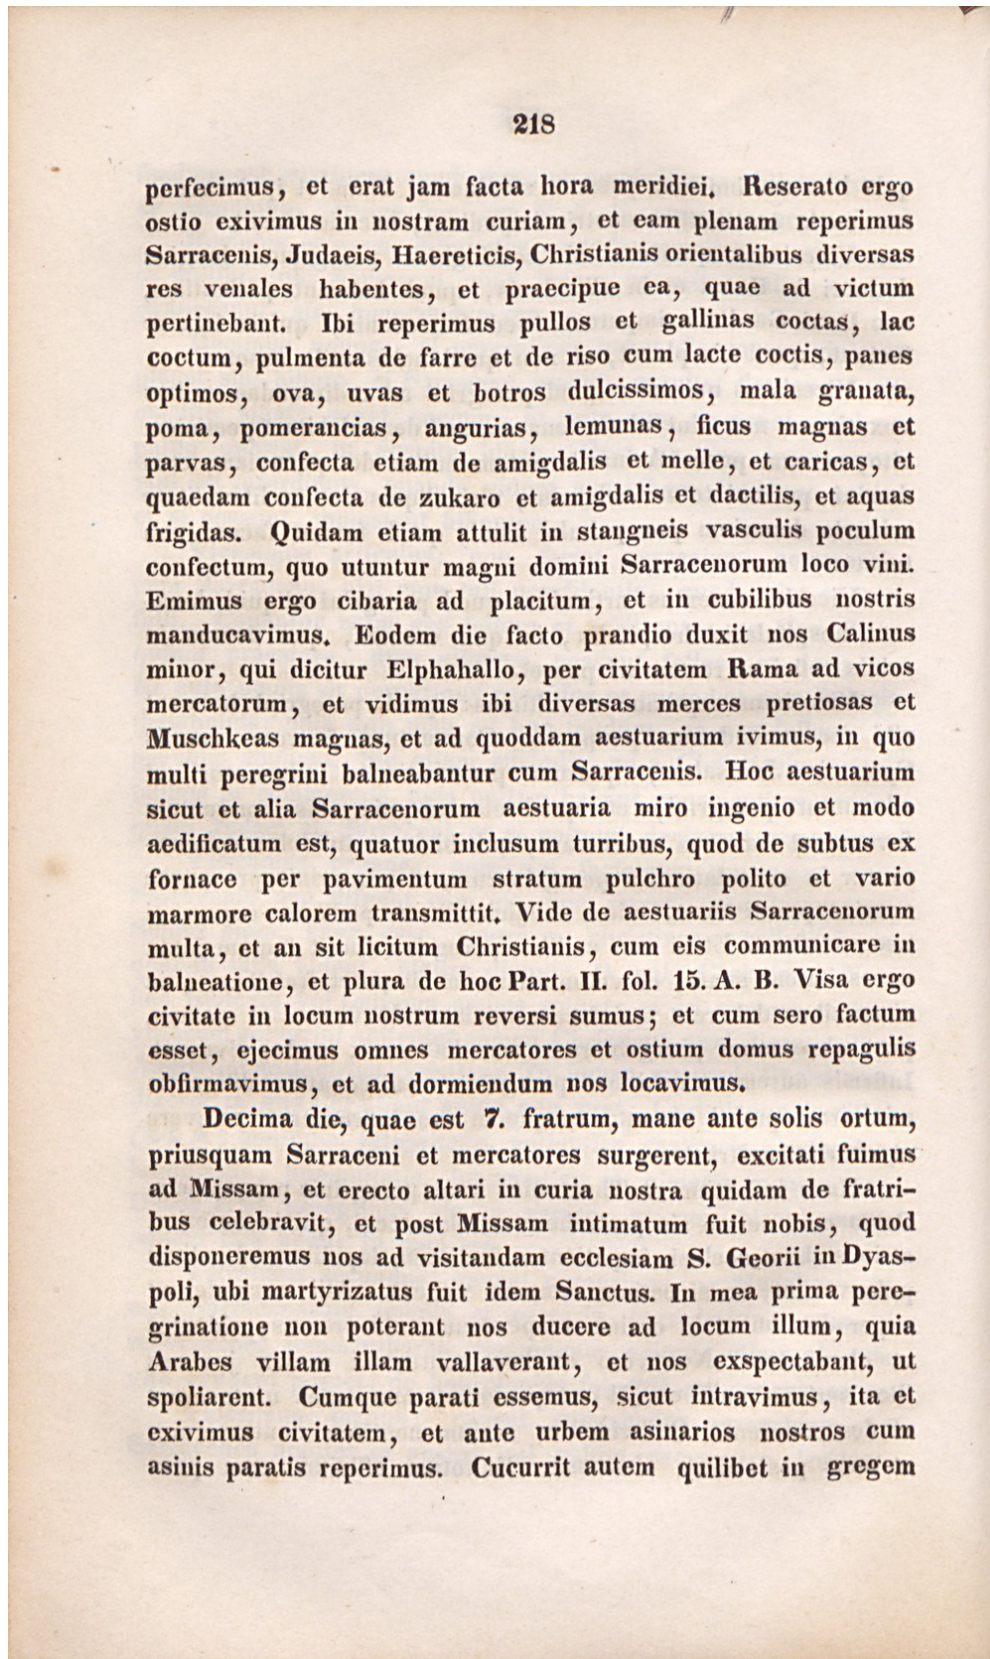 218
perfecimus, et erat jam facta hora meridiei. Reserato ergo
ostio exivimus in nostram curiam, et eam plenam reperimus
Sarracenis, Judaeis, Haereticis, Christianis orientalibus diversas
res venales habentes, et praecipue ea, quae ad victum
pertinebant. Ibi reperimus pullos et gallinas coctas, lac
coctum, pulmenta de farre et de riso cum lacte coctis, panes
optimos, ova, uvas et botros dulcissimos, mala granata,
poma, pomerancias, angurias, lemunas, ficus magnas et
parvas, confecta etiam de amigdalis et melle, et caricas, et
quaedam confecta de zukaro et amigdalis et dactilis, et aquas
frigidas. Quidam etiam attulit in stangneis vasculis poculum
confectum, quo utuntur magni domini Sarracenorum loco vini.
Emimus ergo cibaria ad placitum, et in cubilibus nostris
manducavimus. Eodem die facto prandio duxit nos Calinus
minor, qui dicitur Elphahallo, per civitatem Rama ad vicos
mercatorum, et vidimus ibi diversas merces pretiosas et
Muschkeas magnas, et ad quoddam aestuarium ivimus, in quo
multi peregrini balneabantur cum Sarracenis. Hoc aestuarium
sicut et alia Sarracenorum aestuaria miro ingenio et modo
aedificatum est, quatuor inclusum turribus, quod de subtus ex
fornace per pavimentum stratum pulchro polito et vario
marmore calorem transmittit. Vide de aestuariis Sarracenorum
multa, et an sit licitum Christianis, cum eis communicare in
balneatione, et plura de hoc Part. II. fol. 15. A. B. Visa ergo
civitate in locum nostrum reversi sumus; et cum sero factum
esset, ejecimus omnes mercatores et ostium domus repagulis
obfirmavimus, et ad dormiendum nos locavimus.
Decima die, quae est 7. fratrum, mane ante solis ortum,
priusquam Sarraceni et mercatores surgerent, excitati fuimus
ad Missam, et erecto altari in curia nostra quidam de fratri-
bus celebravit, et post Missam intimatum fuit nobis, quod
disponeremus nos ad visitandam ecclesiam S. Georii in Dyas-
poli, ubi martyrizatus fuit idem Sanctus. In mea prima pere-
grinatione non poterant nos ducere ad locum illum, quia
Arabes villam illam vallaverant, et nos exspectabant, ut
spoliarent. Cumque parati essemus, sicut intravimus, ita et
exivimus civitatem, et ante urbem asinarios nostros cum
asinis paratis reperimus. Cucurrit autem quilibet in gregem